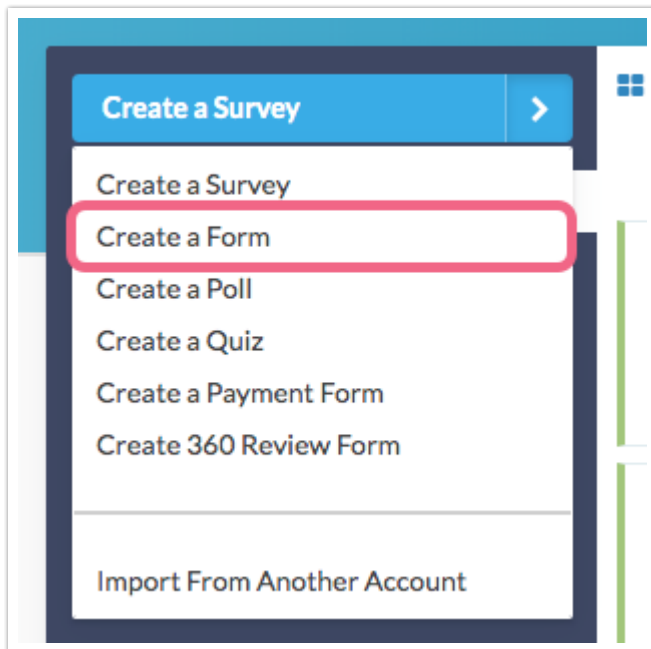 Create a Survey
Create a Survey
Create a Form
Create a Poll
Create a Quiz
Create a Payment Form
Create 360 Review Form
Import From Another Account